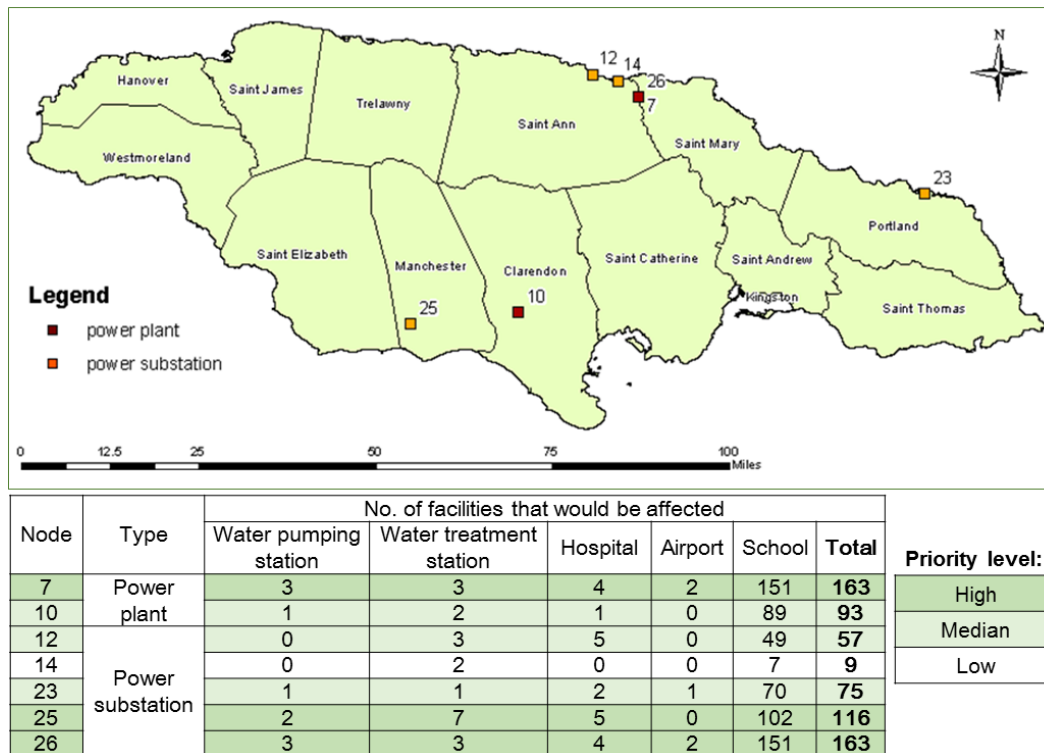 N
12
14
26
7
Hanover
Saint James
Trelawny
Saint Ann
Saint Mary
Westmoreland
23
Portland
Saint Elizabeth
Manchester
Clarendon
Saint Catherine
Saint Andrew
Kingston
Saint Thomas
25
10
Legend
power plant
power substation
0 12.5 25 50 75 100
Miles
No. of facilities that would be affected
Node Type Water pumping station Water treatment station Hospital Airport School Total
7 Power plant 3 3 4 2 151 163
10 1 2 1 0 89 93
12 Power substation 0 3 5 0 49 57
14 0 2 0 0 7 9
23 1 1 2 1 70 75
25 2 7 5 0 102 116
26 3 3 4 2 151 163
Priority level:
High
Median
Low